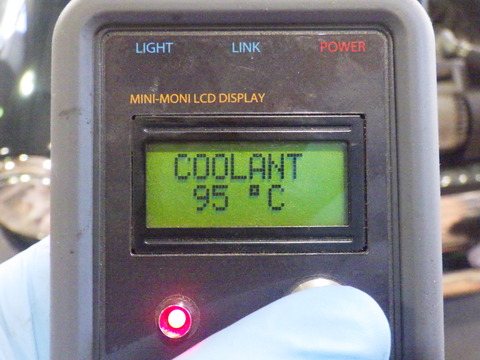 LIGHT LINK POWER
MINI-MONI LCD DISPLAY
COOLANT
95 °C